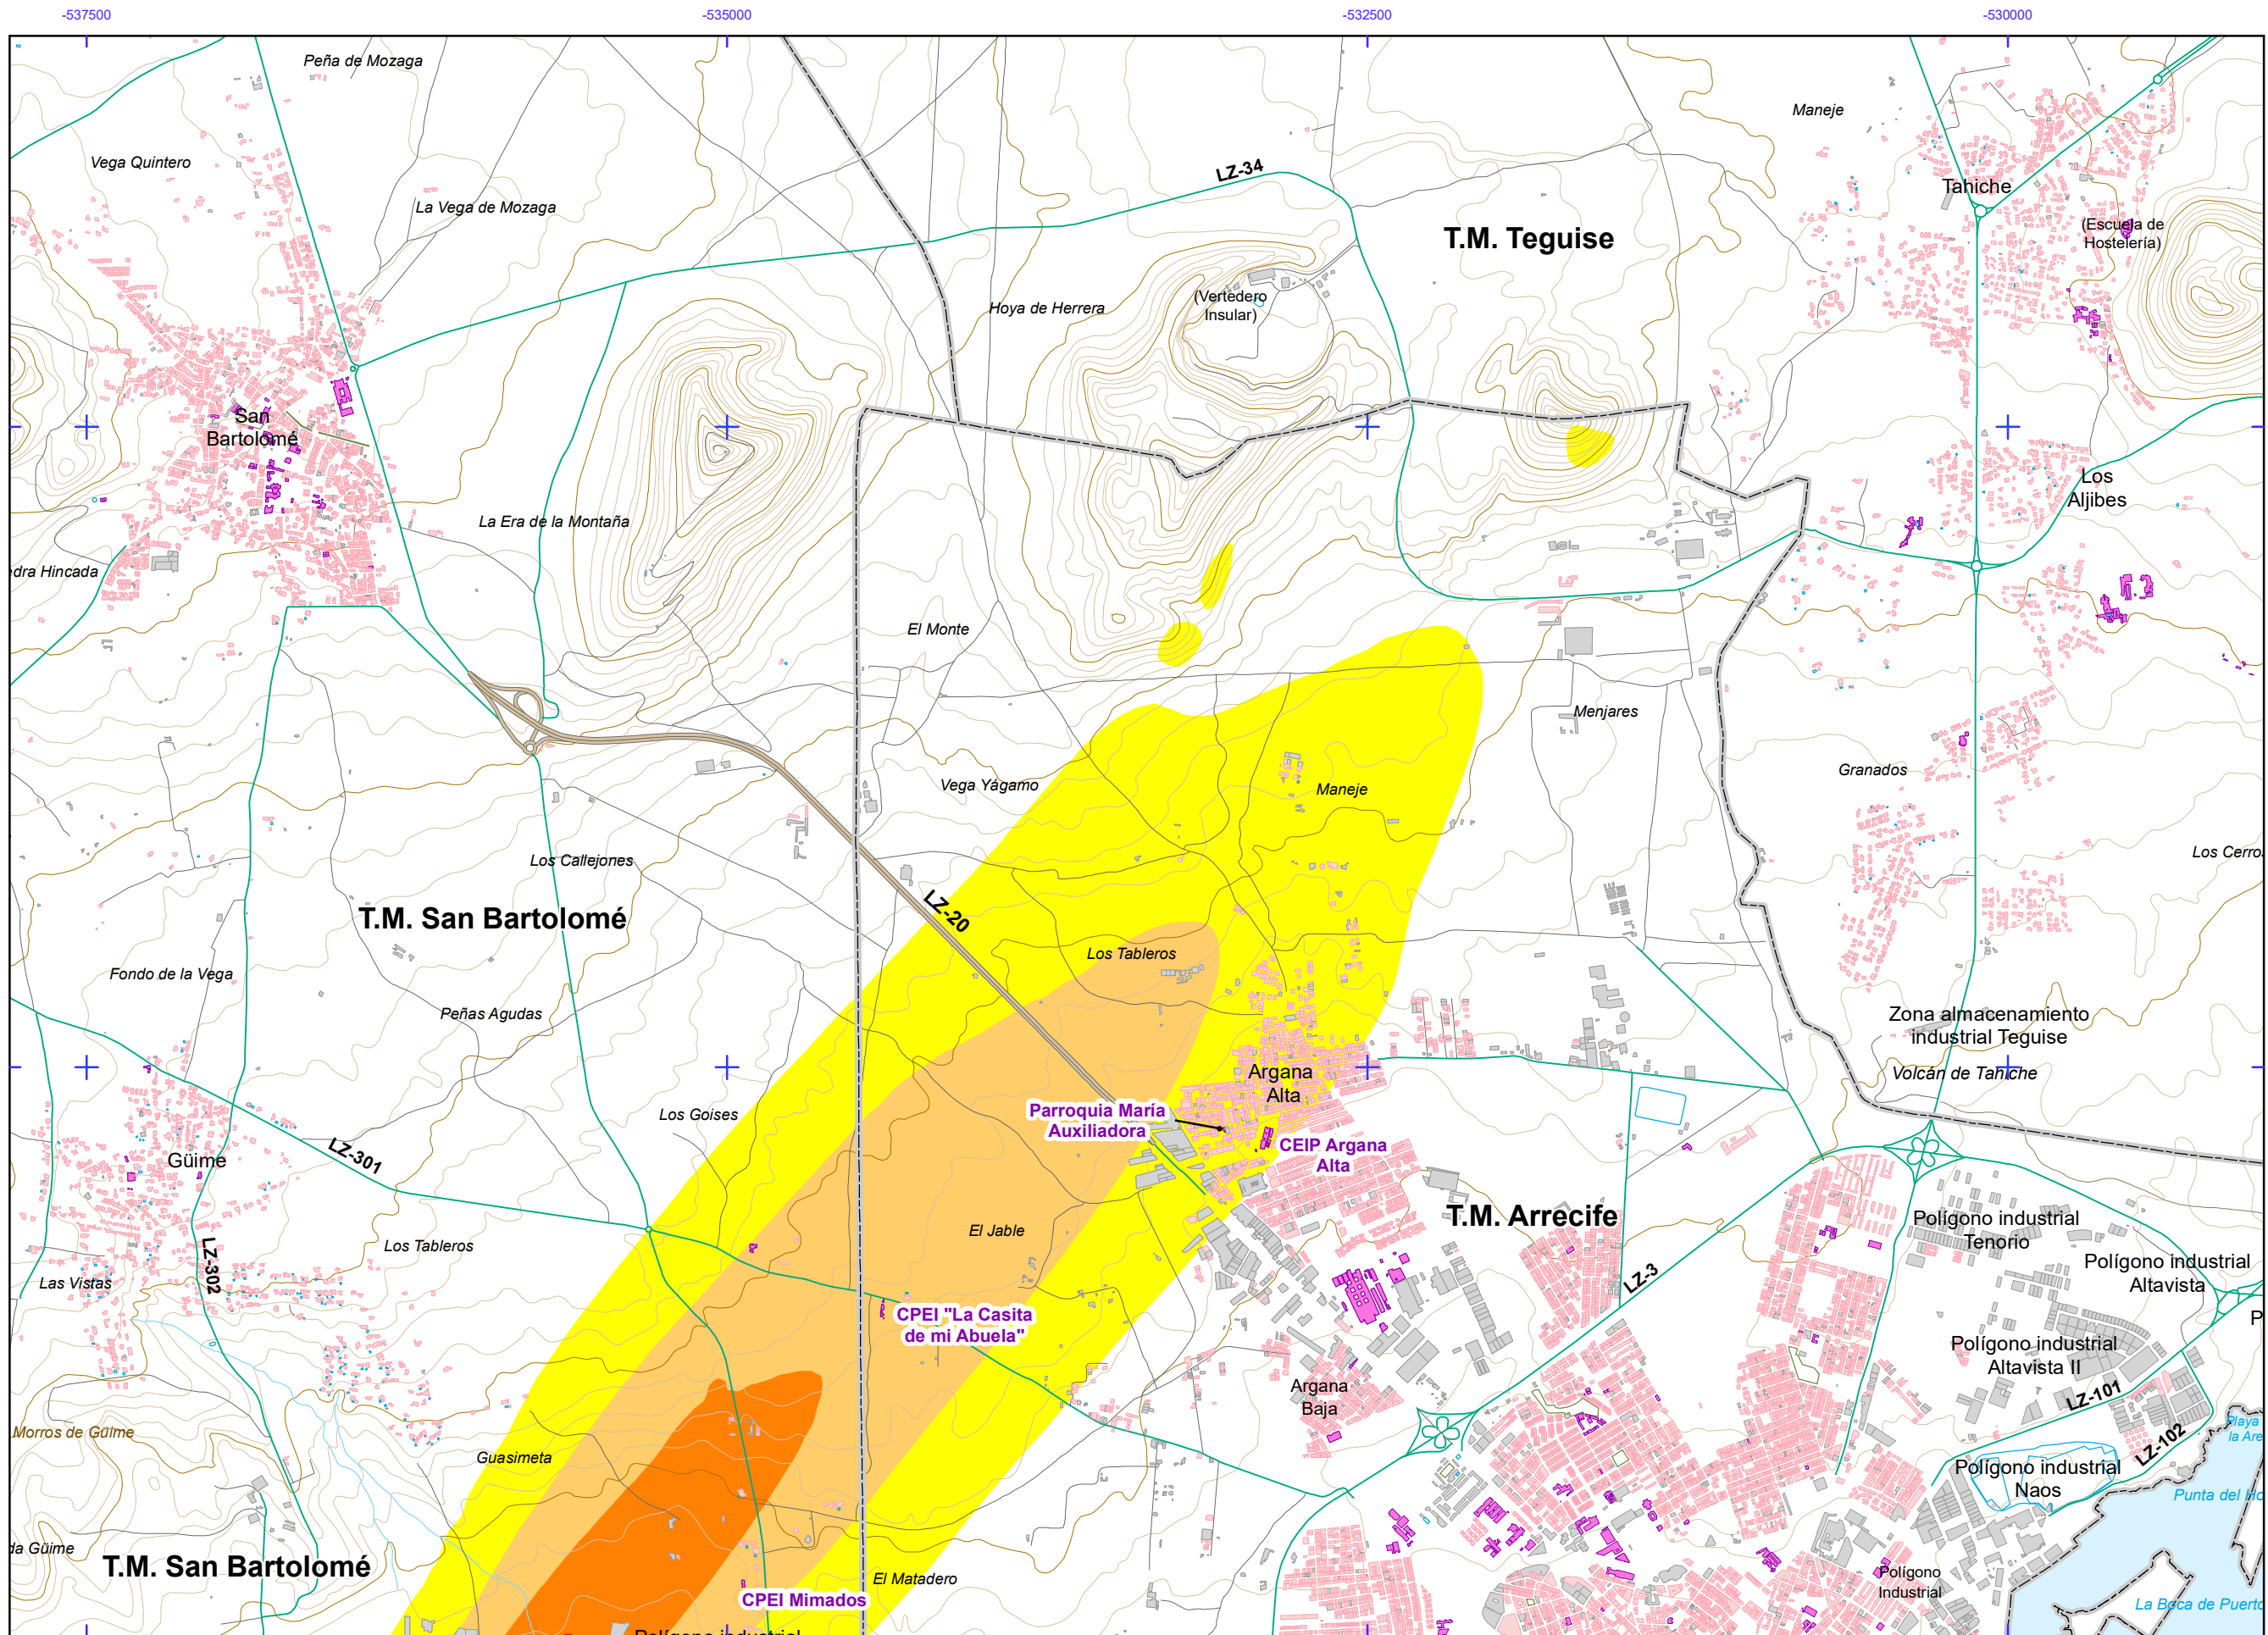 -537500
-535000
-532500
-530000
Peña de Mozaga
Maneje
Vega Quintero
LZ-34
Tahiche
La Vega de Mozaga
T.M. Teguise
(Escuela de
Hostelería)
(Vertedero
Insular)
Hoya de Herrera
San
Bartolomé
Los
Aljibes
La Era de la Montaña
edra Hincada
El Monte
Menjares
Granados
Vega Yágamo
Maneje
Los Callejones
Los Cerro
T.M. San Bartolomé
LZ-20
Los Tableros
Fondo de la Vega
Peñas Agudas
Zona almacenamiento
industrial Teguise
Volcán de Tahiche
Argana
Alta
Los Goises
Parroquia María
Auxiliadora
CEIP Argana
Alta
LZ-301
Güime
T.M. Arrecife
El Jable
Polígono industrial
Tenorio
Los Tableros
LZ-302
Las Vistas
LZ-3
Polígono industrial
Altavista
CPEI "La Casita
de mi Abuela"
P
Polígono industrial
Altavista II
Argana
Baja
LZ-101
Morros de Güime
Playa
la Are
LZ-102
Guasimeta
Polígono industrial
Naos
Punta del Ho
da Güime
T.M. San Bartolomé
El Matadero
CPEI Mimados
Polígono
Industrial
La Boca de Puerto
Polígono industrial